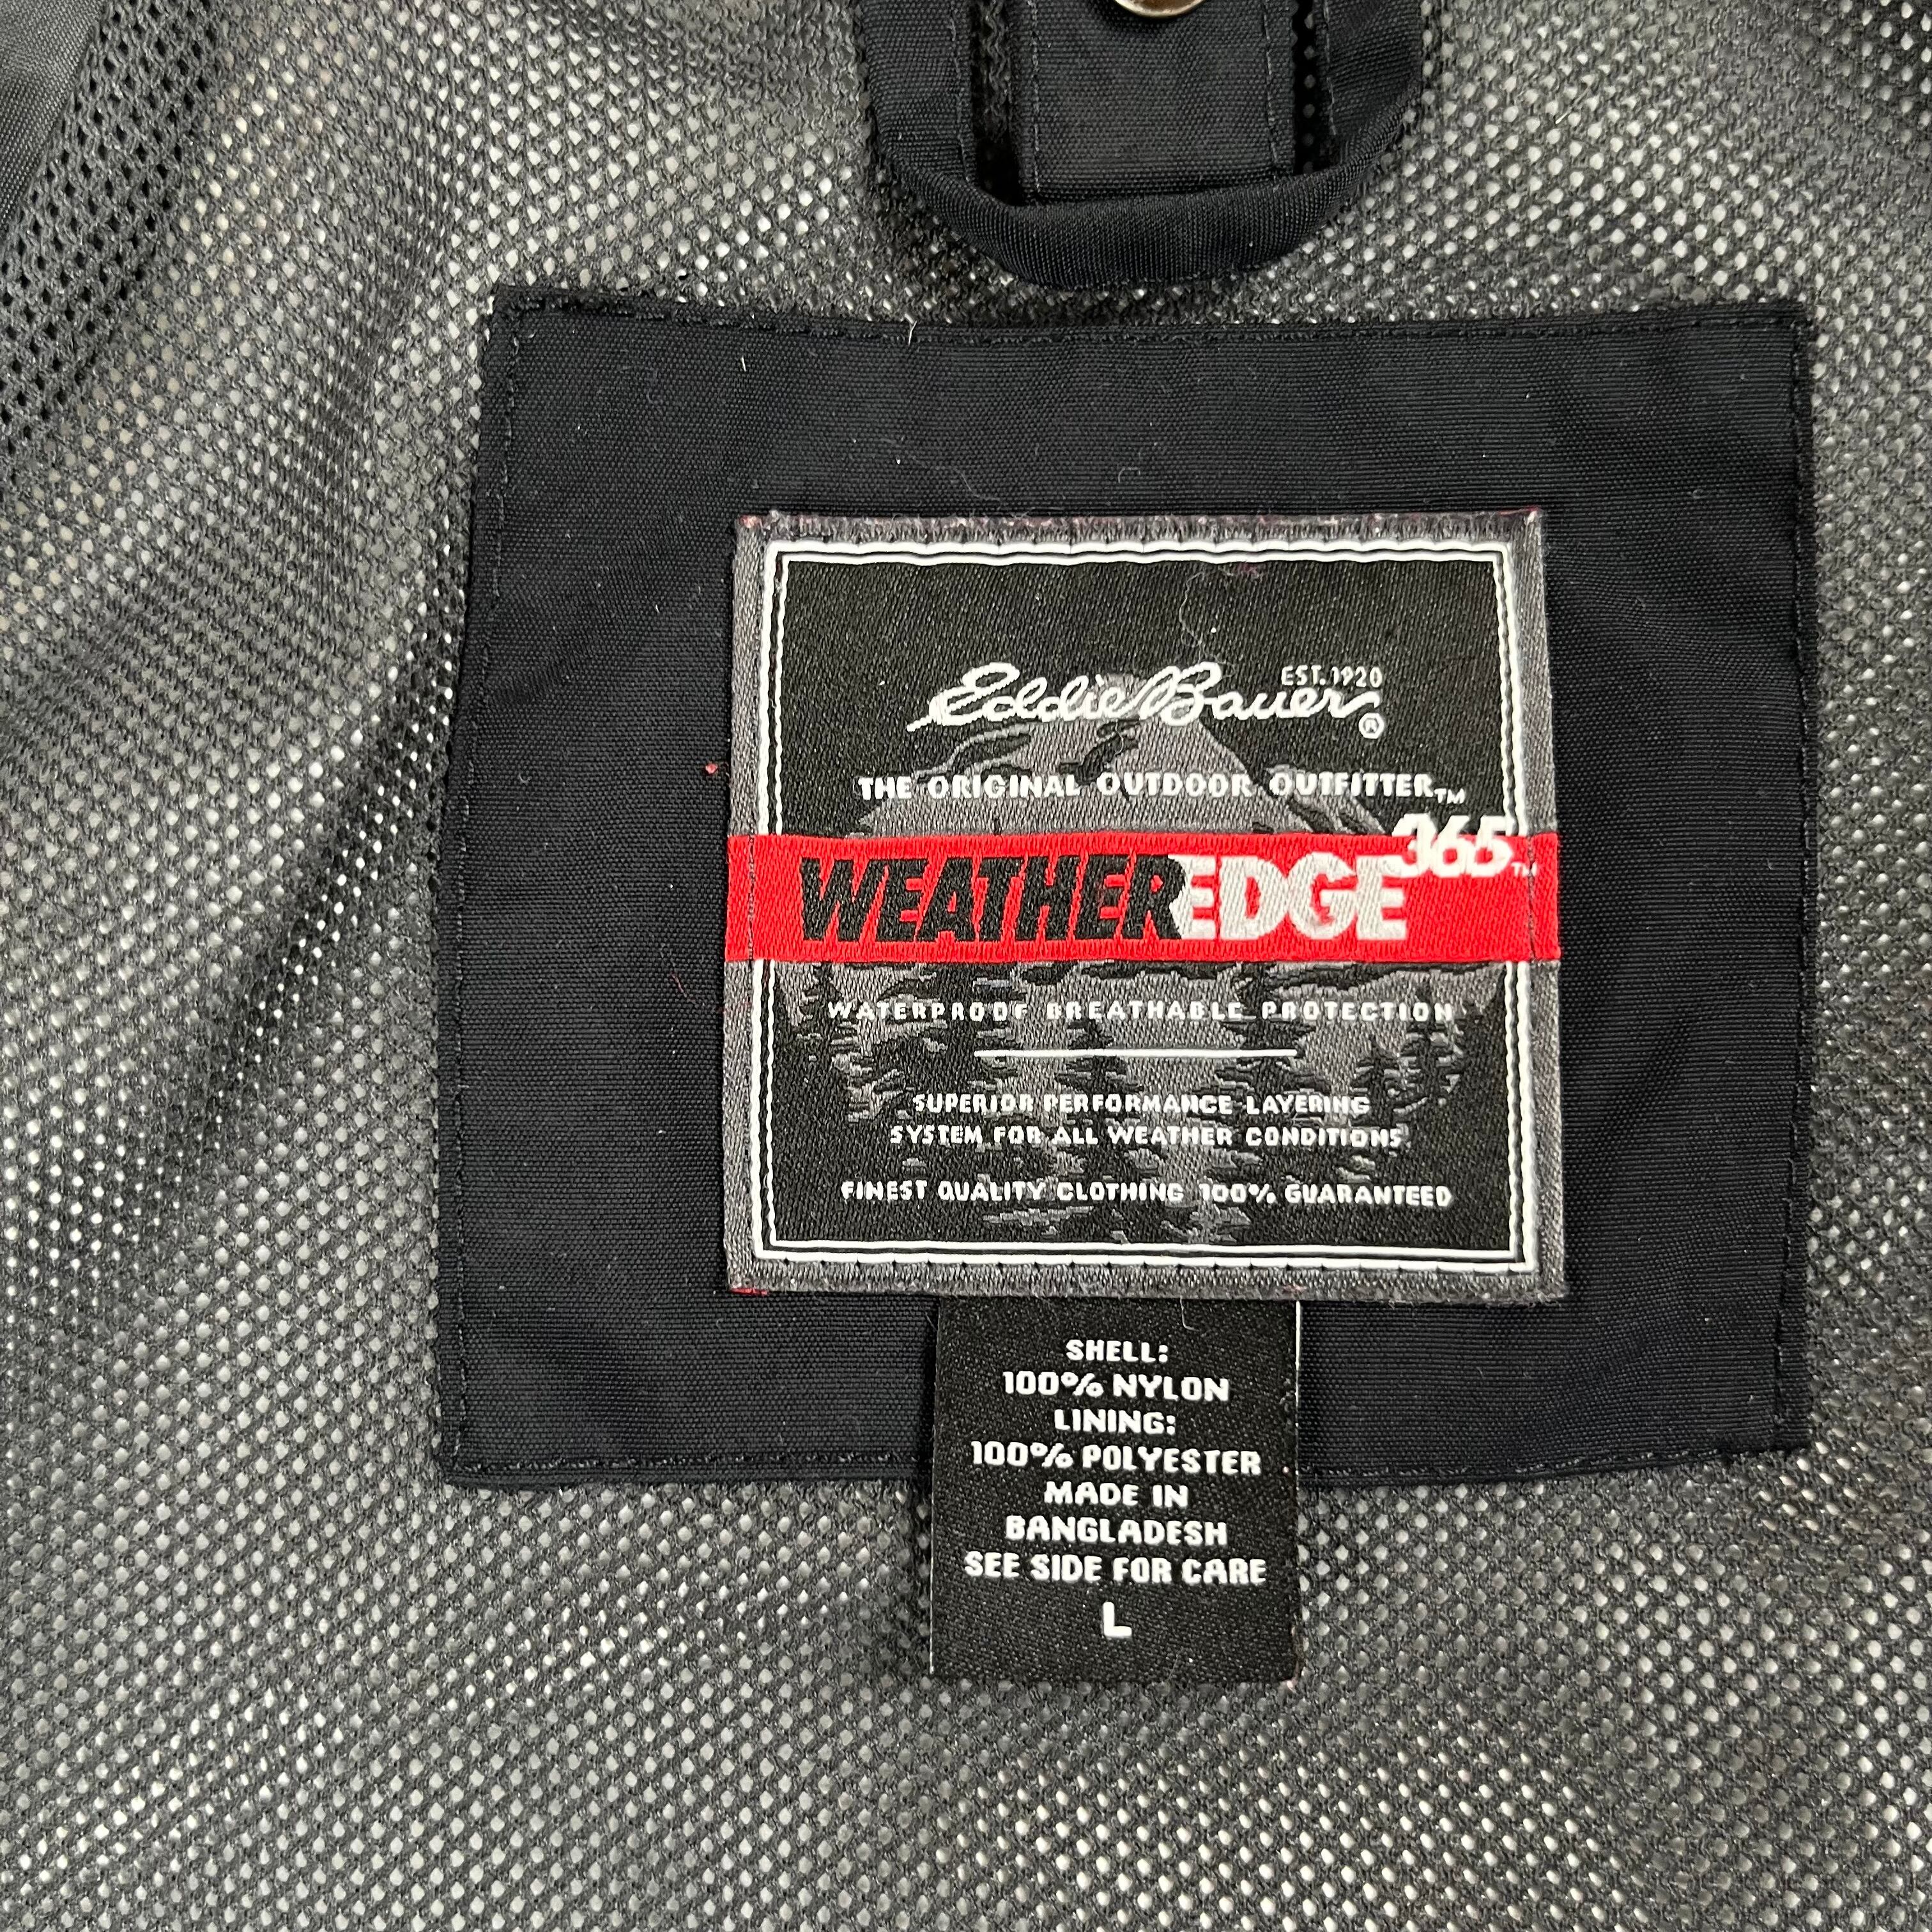 Eddie Bauer EST. 1920 ®
THE ORIGINAL OUTDOOR OUTFITTER™
WEATHEREDGE 365™
WATERPROOF BREATHABLE PROTECTION
SUPERIOR PERFORMANCE LAYERING
SYSTEM FOR ALL WEATHER CONDITIONS
FINEST QUALITY CLOTHING 100% GUARANTEED
SHELL:
100% NYLON
LINING:
100% POLYESTER
MADE IN
BANGLADESH
SEE SIDE FOR CARE
L